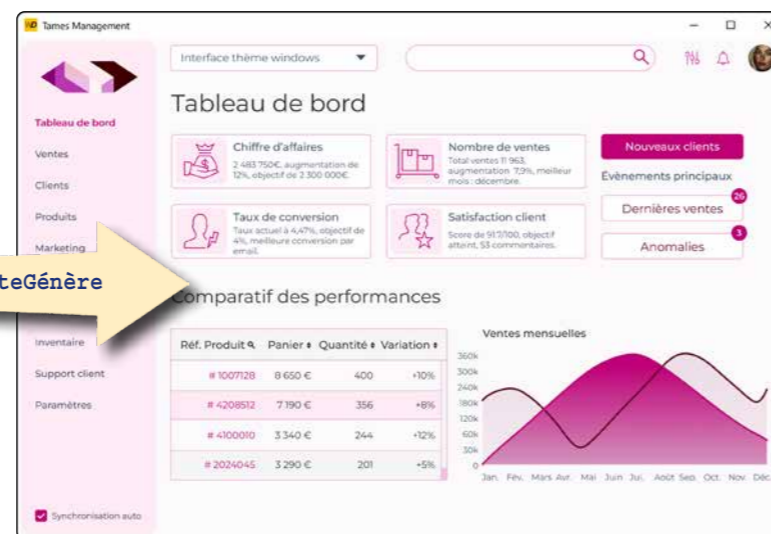 Tames Management
Interface thème windows
Tableau de bord
Tableau de bord
Ventes
Clients
Produits
Marketing
teGénère
Inventaire
Support client
Paramètres
Synchronisation auto
Chiffre d'affaires
2 483 750€, augmentation de
12%, objectif de 2 300 000€.
Nombre de ventes
Total ventes 11 963,
augmentation 7,9%, meilleur
mois : décembre.
Taux de conversion
Taux actuel à 4,47%, objectif de
4%, meilleure conversion par
email.
Satisfaction client
Score de 917/100, objectif
atteint, 53 commentaires.
Nouveaux clients
Évènements principaux
Dernières ventes
26
Anomalies
3
Comparatif des performances
Réf. Produit Panier Quantité Variation
# 1007128 8 650 € 400 +10%
# 4208512 7 190 € 356 +8%
# 4100010 3 340 € 244 +12%
# 2024045 3 290 € 201 +5%
Ventes mensuelles
360k
300k
240k
180k
120k
60k
30k
0
Jan. Fév. Mars Avr. Mai Juin Jui. Août Sep. Oct. Nov. Déc.